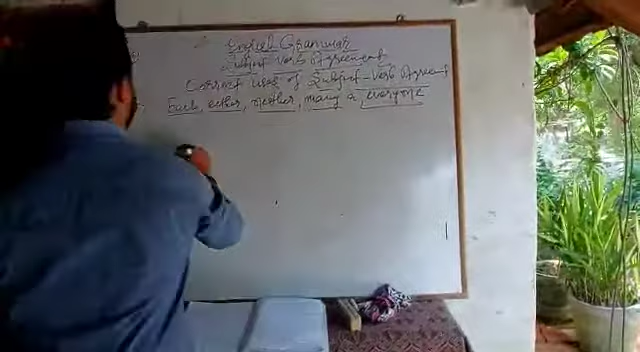 English Grammar
Subject Verb Agreement
Correct uses of Subject-Verb Agreement
Each, either, neither, many a, everyone